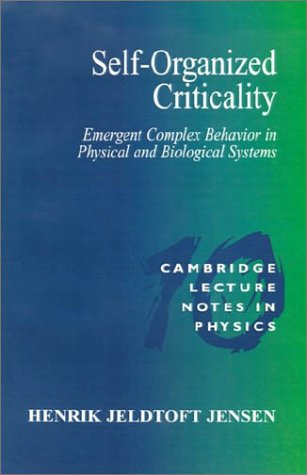 Self-Organized
Criticality
Emergent Complex Behavior in
Physical and Biological Systems
10
CAMBRIDGE
LECTURE
NOTES IN
PHYSICS
HENRIK JELDTOFT JENSEN